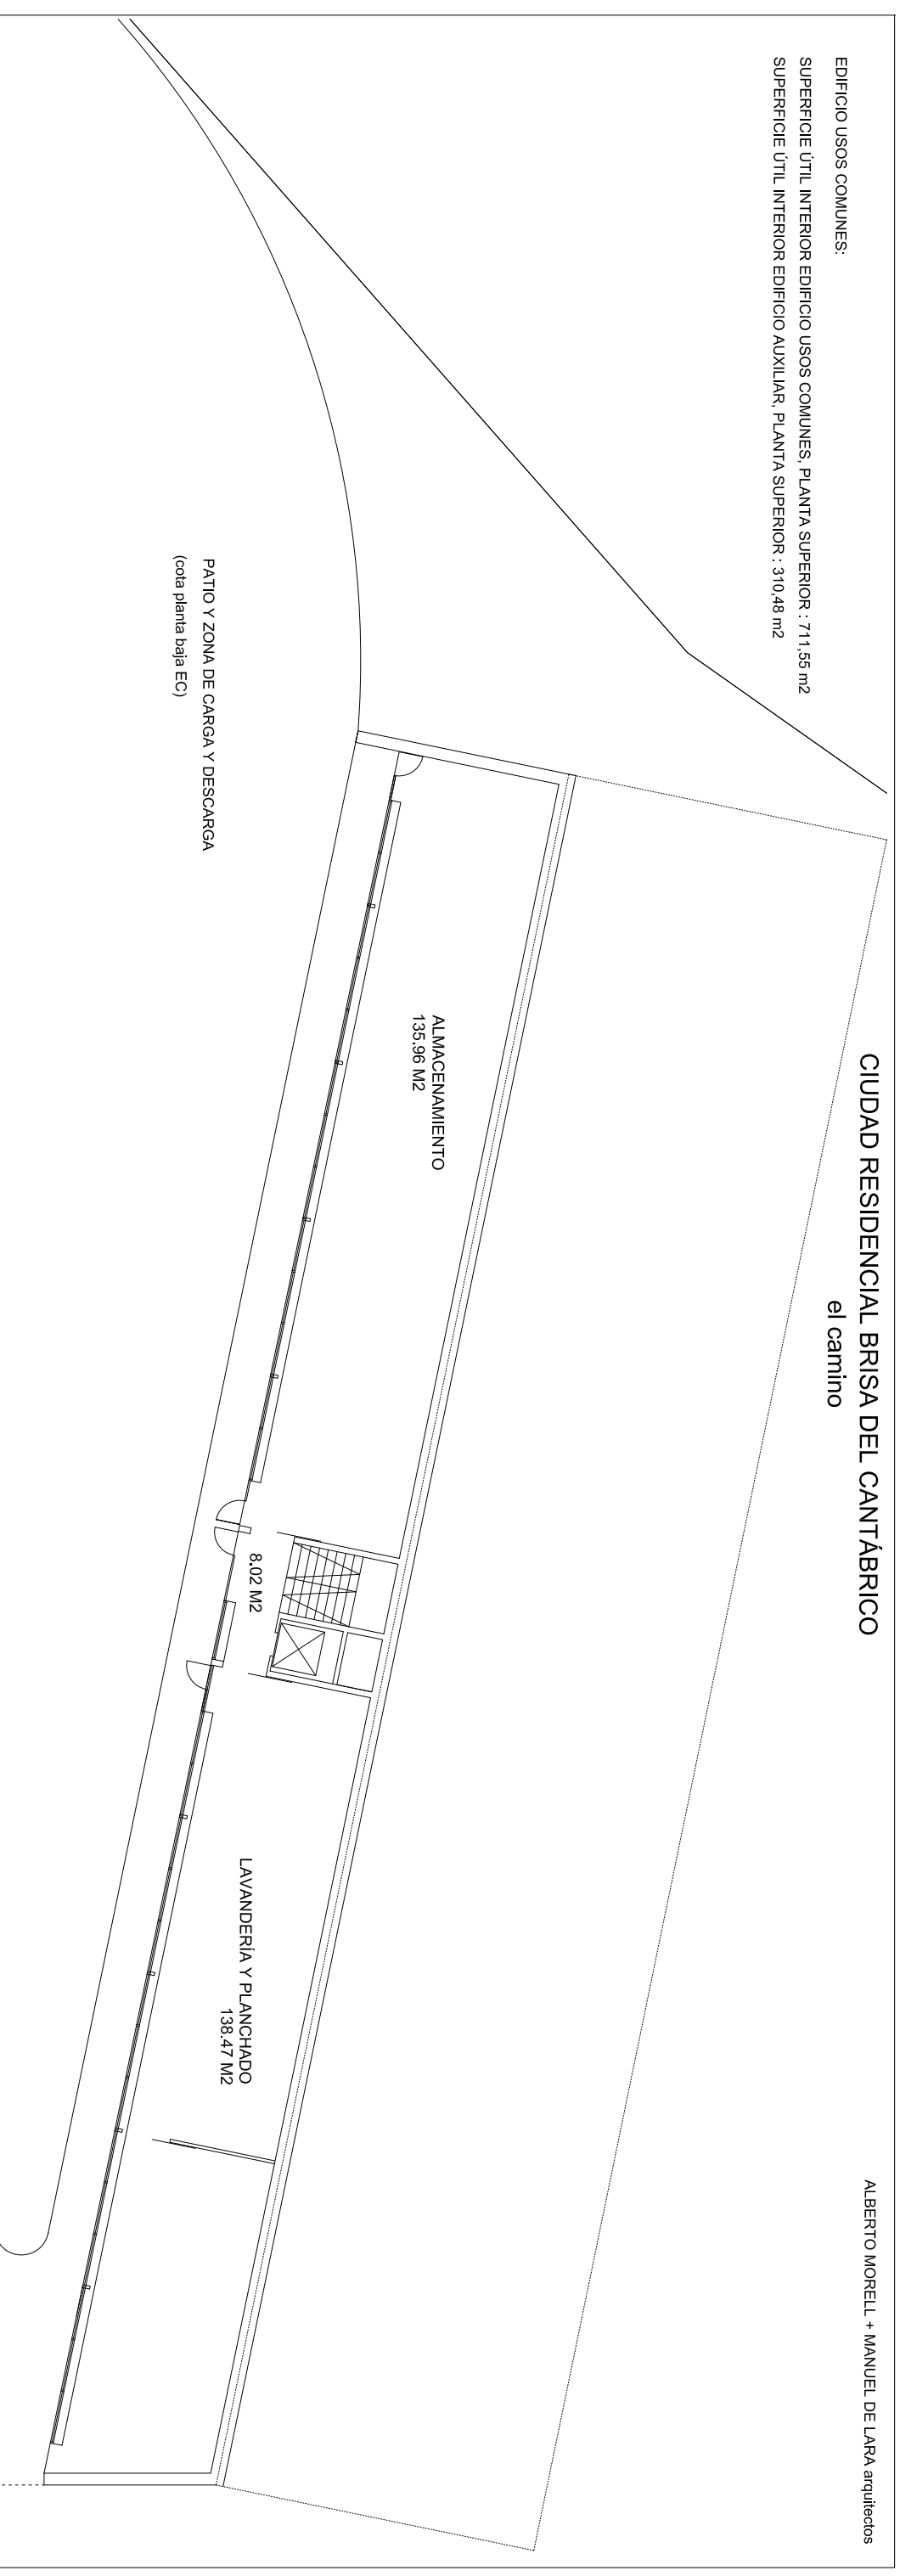 EDIFICIO USOS COMUNES:
SUPERFICIE ÚTIL INTERIOR EDIFICIO USOS COMUNES, PLANTA SUPERIOR : 711,55 m2
SUPERFICIE ÚTIL INTERIOR EDIFICIO AUXILIAR, PLANTA SUPERIOR : 310,48 m2
CIUDAD RESIDENCIAL BRISA DEL CANTÁBRICO
el camino
ALBERTO MORELL + MANUEL DE LARA arquitectos
PATIO Y ZONA DE CARGA Y DESCARGA
(cota planta baja EC)
ALMACENAMIENTO
135.96 M2
8.02 M2
LAVANDERÍA Y PLANCHADO
138.47 M2